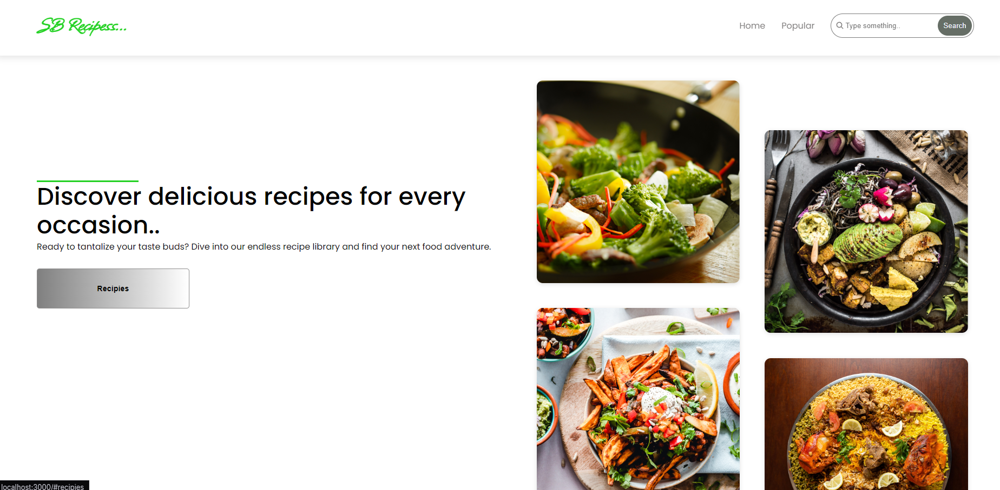 SB Recipess...
Home Popular Type something.. Search
Discover delicious recipes for every
occasion..
Ready to tantalize your taste buds? Dive into our endless recipe library and find your next food adventure.
Recipies
localhost:3000/#recipies